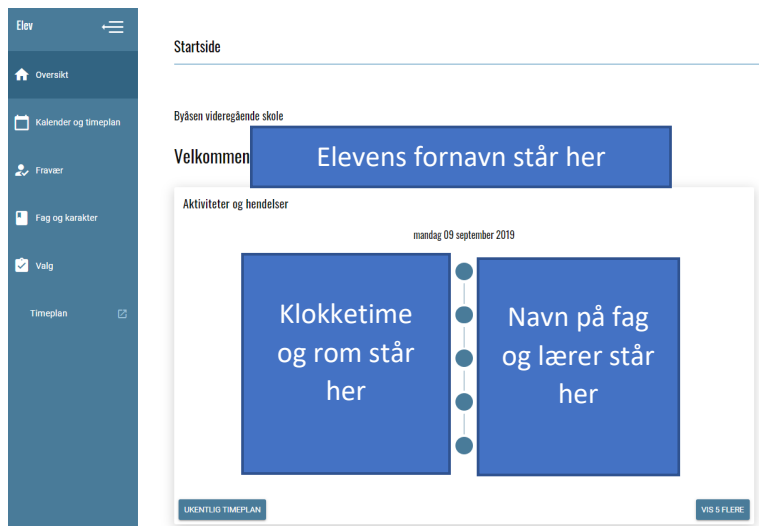 Elev
Oversikt
Kalender og timeplan
Fravær
Fag og karakter
Valg
Timeplan
Startside
Byåsen videregående skole
Velkommen
Elevens fornavn står her
Aktiviteter og hendelser
mandag 09 september 2019
Klokketime
og rom står
her
Navn på fag
og lærer står
her
UKENTLIG TIMEPLAN
VIS 5 FLERE